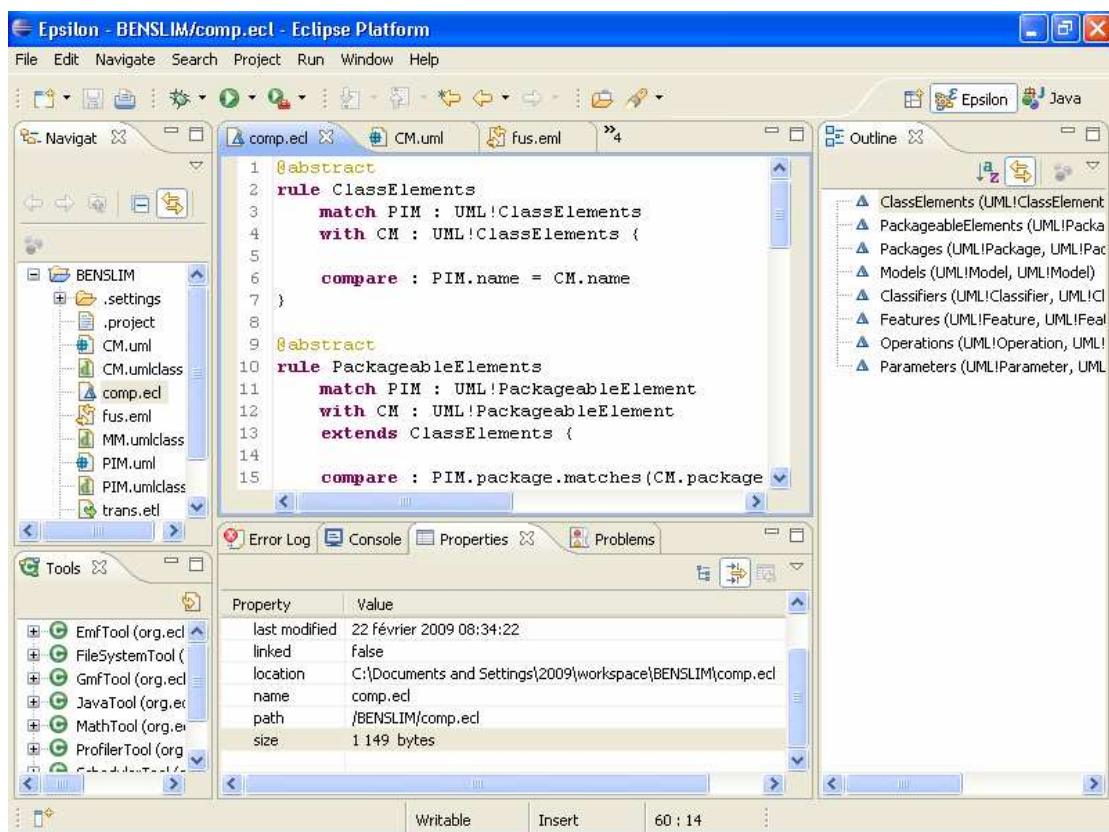 Epsilon - BENSLIM/comp.ecl - Eclipse Platform
File Edit Navigate Search Project Run Window Help
Epsilon Java
Navigat
comp.ecl CM.uml fus.eml »4
Outline
1 @abstract
2 rule ClassElements
3 match PIM : UML!ClassElements
4 with CM : UML!ClassElements {
5
6 compare : PIM.name = CM.name
7 }
8
9 @abstract
10 rule PackageableElements
11 match PIM : UML!PackageableElement
12 with CM : UML!PackageableElement
13 extends ClassElements {
14
15 compare : PIM.package.matches(CM.package
BENSLIM
.settings
.project
CM.uml
CM.umlclass
comp.ecl
fus.eml
MM.umlclass
PIM.uml
PIM.umlclass
trans.etl
ClassElements (UML!ClassElement
PackageableElements (UML!Packa
Packages (UML!Package, UML!Pac
Models (UML!Model, UML!Model)
Classifiers (UML!Classifier, UML!Cl
Features (UML!Feature, UML!Feat
Operations (UML!Operation, UML!
Parameters (UML!Parameter, UML
Tools
EmfTool (org.ecl
FileSystemTool (
GmfTool (org.ecl
JavaTool (org.ec
MathTool (org.e
ProfilerTool (org
Error Log Console Properties Problems
Property Value
last modified 22 février 2009 08:34:22
linked false
location C:\Documents and Settings\2009\workspace\BENSLIM\comp.ecl
name comp.ecl
path /BENSLIM/comp.ecl
size 1 149 bytes
Writable Insert 60 : 14